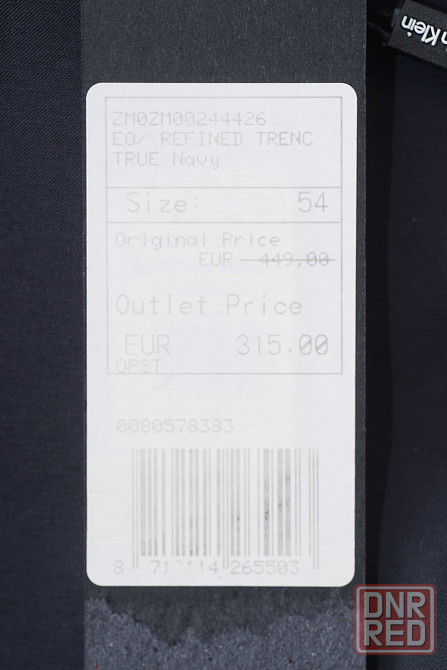 n Klein
ZM0ZM00244426
EO/ REFINED TRENC
TRUE Navy
Size: 54
Original Price
EUR 449,00
Outlet Price
EUR 315.00
OPST
0080578383
265503
DNR
RED